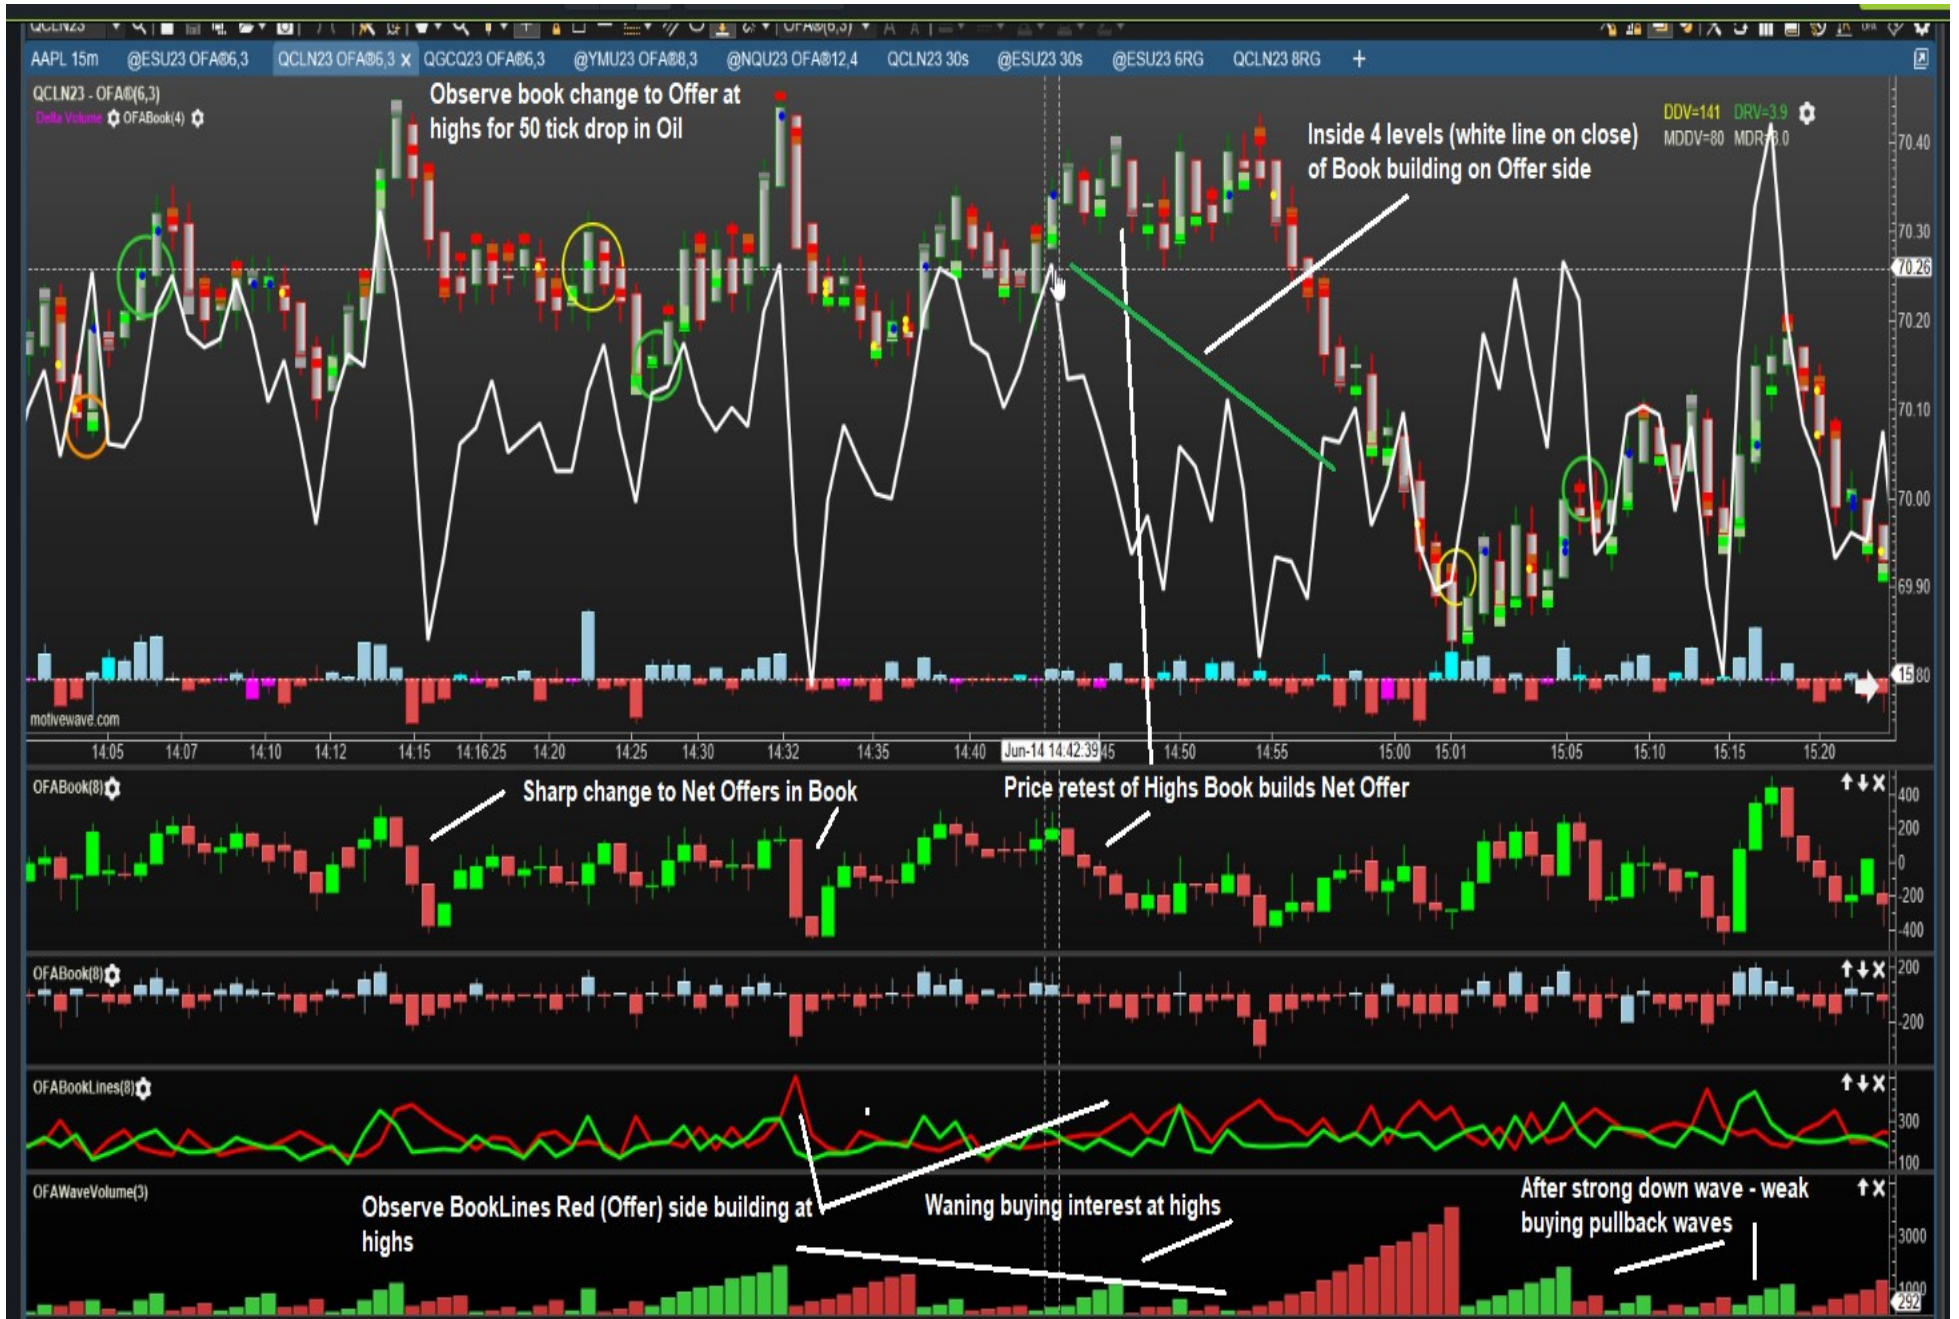 QCLN23
OFA®(6,3)
AAPL 15m @ESU23 OFA®6,3 QCLN23 OFA®6,3 x QGCQ23 OFA®6,3 @YMU23 OFA®8,3 @NQU23 OFA®12,4 QCLN23 30s @ESU23 30s @ESU23 6RG QCLN23 8RG +
QCLN23 - OFA®(6,3)
Delta Volume OFABook(4)
Observe book change to Offer at
highs for 50 tick drop in Oil
DDV=141 DRV=3.9
MDDV=80
Inside 4 levels (white line on close)
of Book building on Offer side
70.40
70.30
70.26
70.20
70.10
70.00
69.90
motivewave.com
14:05 14:07 14:10 14:12 14:15 14:16:25 14:20 14:25 14:30 14:32 14:35 14:40 Jun-14 14:42:39 14:50 14:55 15:00 15:01 15:05 15:10 15:15 15:20
OFABook(8)
Sharp change to Net Offers in Book
Price retest of Highs Book builds Net Offer
400
200
0
-200
-400
OFABook(8)
200
-200
OFABookLines(8)
300
100
OFAWaveVolume(3)
Observe BookLines Red (Offer) side building at
highs
Waning buying interest at highs
After strong down wave - weak
buying pullback waves
3000
1000
292